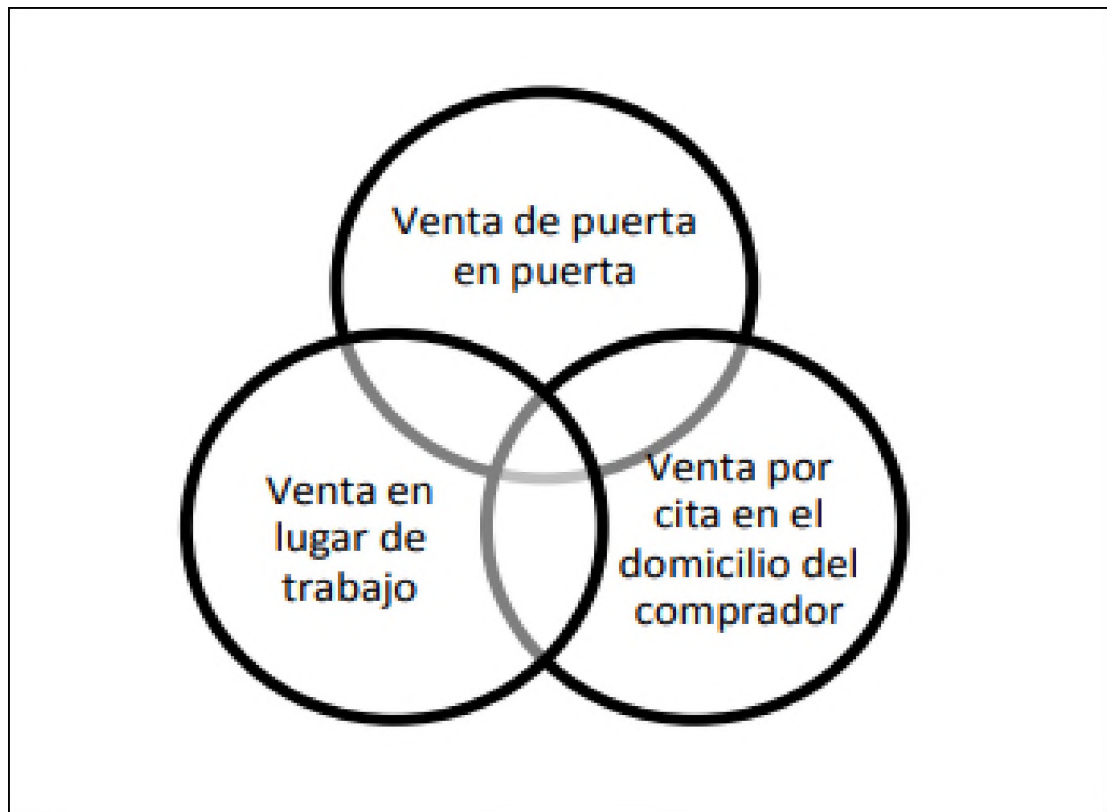 Venta de puerta
en puerta
Venta en
lugar de
trabajo
Venta por
cita en el
domicilio del
comprador